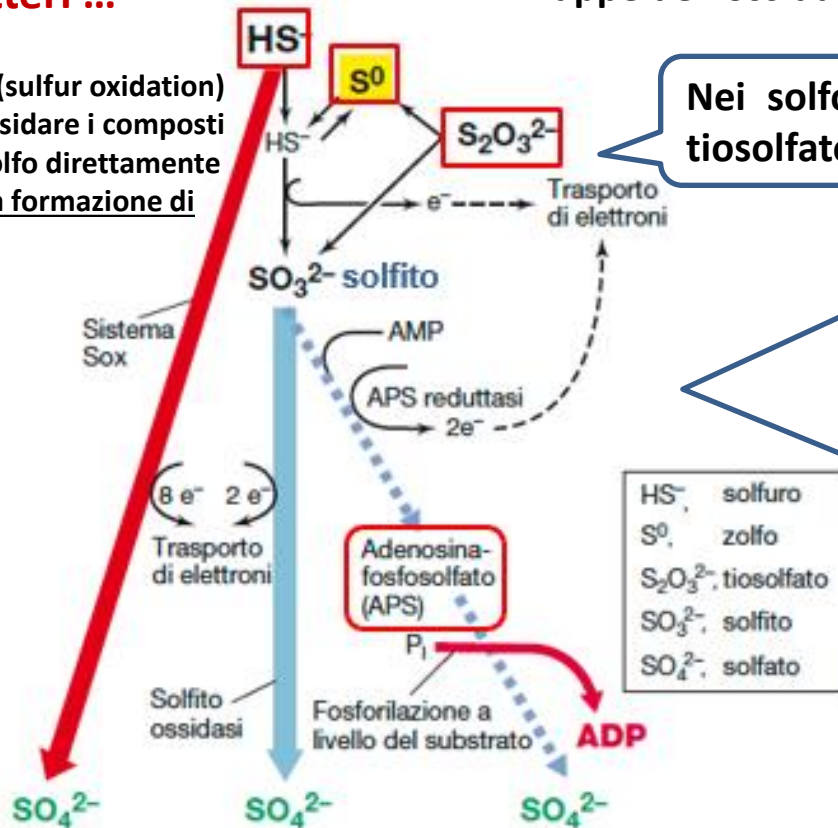 HS⁻
(sulfur oxidation)
sidare i composti
olfo direttamente
formazione di
S⁰
HS⁻
S₂O₃²⁻
Nei
tiosolfato
e⁻
Trasporto
di elettroni
SO₃²⁻ solfito
Sistema
Sox
AMP
APS reduttasi
2e⁻
8 e⁻ 2 e⁻
Trasporto
di elettroni
Adenosina-
fosfosolfato
(APS)
Pᵢ
Solfito
ossidasi
Fosforilazione a
livello del substrato
ADP
HS⁻, solfuro
S⁰, zolfo
S₂O₃²⁻, tiosolfato
SO₃²⁻, solfito
SO₄²⁻, solfato
SO₄²⁻ SO₄²⁻ SO₄²⁻